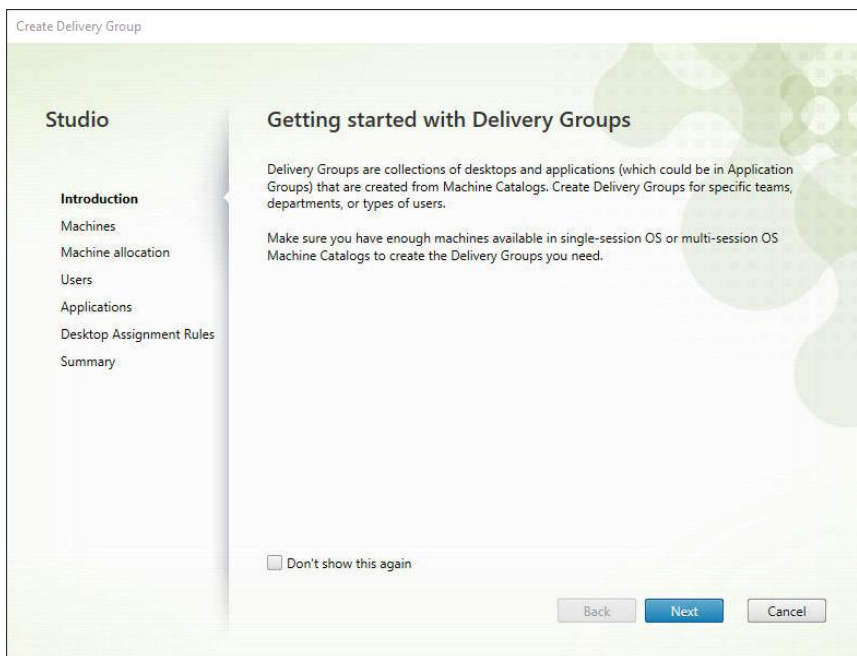 Create Delivery Group
Studio
Introduction
Machines
Machine allocation
Users
Applications
Desktop Assignment Rules
Summary
Getting started with Delivery Groups
Delivery Groups are collections of desktops and applications (which could be in Application
Groups) that are created from Machine Catalogs. Create Delivery Groups for specific teams,
departments, or types of users.
Make sure you have enough machines available in single-session OS or multi-session OS
Machine Catalogs to create the Delivery Groups you need.
Don't show this again
Back
Next
Cancel